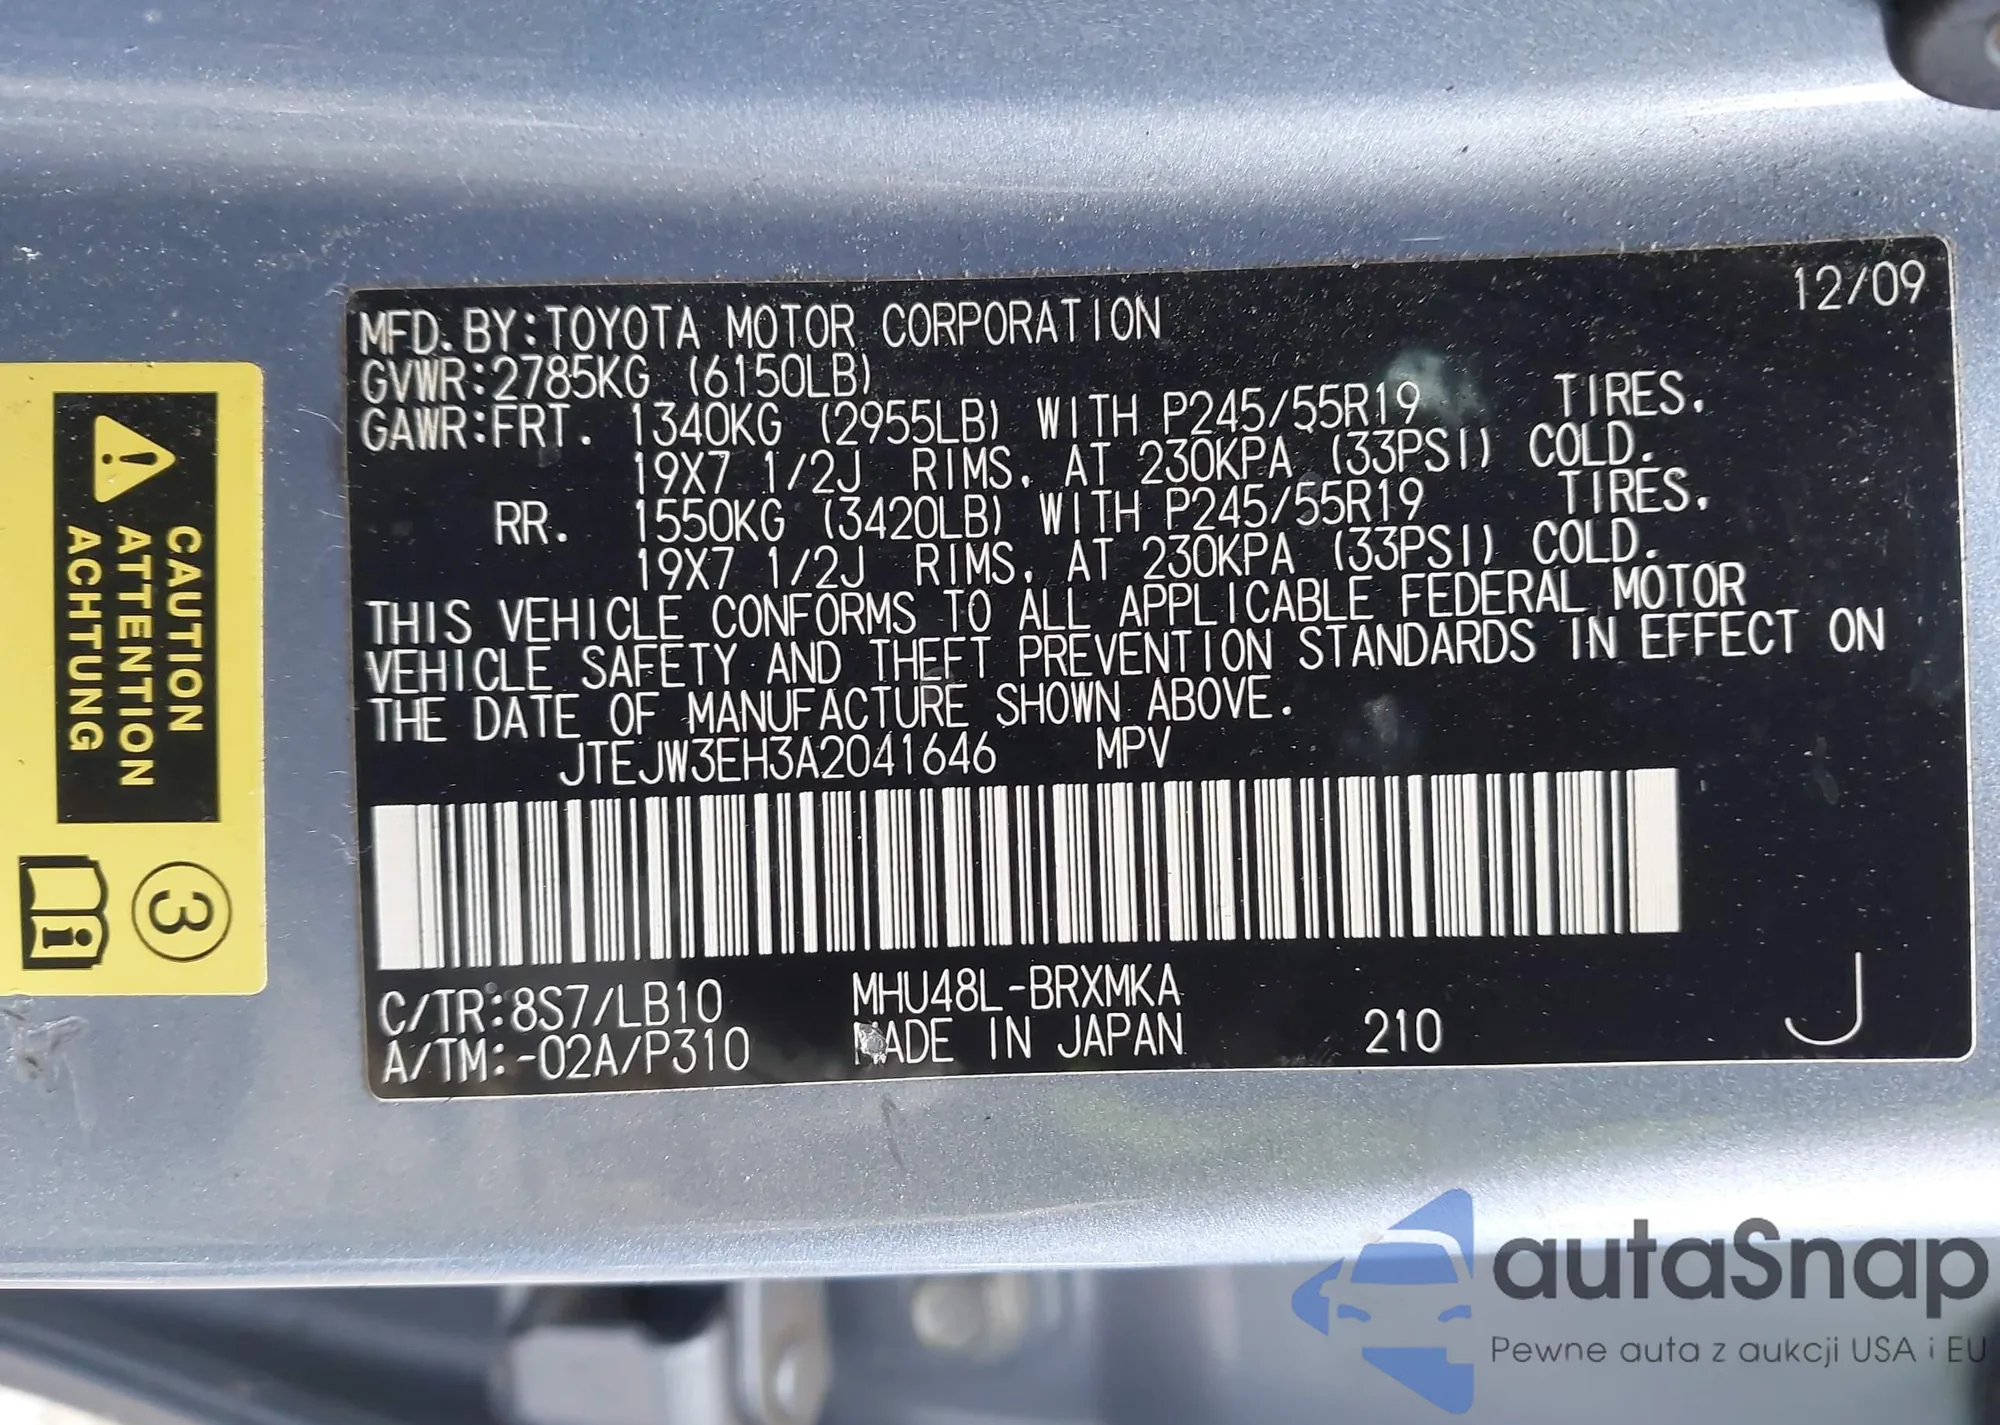 12/09
MFD. BY:TOYOTA MOTOR CORPORATION
GVWR:2785KG (6150LB)
GAWR:FRT. 1340KG (2955LB) WITH P245/55R19 TIRES,
19X7 1/2J RIMS, AT 230KPA (33PSI) COLD.
RR. 1550KG (3420LB) WITH P245/55R19 TIRES,
19X7 1/2J RIMS, AT 230KPA (33PSI) COLD.
THIS VEHICLE CONFORMS TO ALL APPLICABLE FEDERAL MOTOR
VEHICLE SAFETY AND THEFT PREVENTION STANDARDS IN EFFECT ON
THE DATE OF MANUFACTURE SHOWN ABOVE.
JTEJW3EH3A2041646 MPV
C/TR:8S7/LB10 MHU48L-BRXMKA
A/TM:-02A/P310 MADE IN JAPAN 210 J
CAUTION
ATTENTION
ACHTUNG
3
autoSnap
Pewne auta z aukcji USA i EU